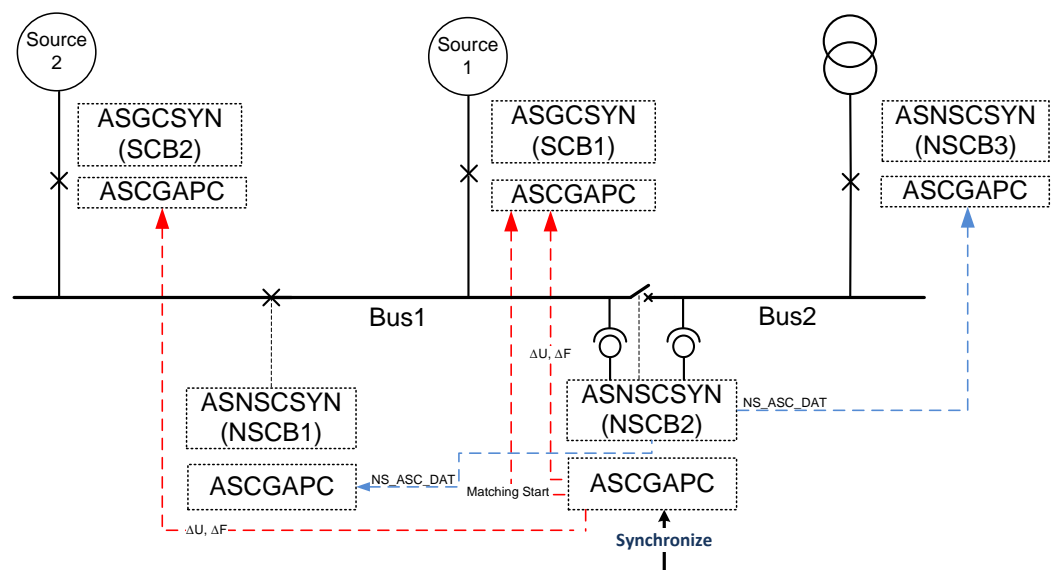 Source
2
Source
1
ASGCSYN
(SCB2)
ASCGAPC
ASGCSYN
(SCB1)
ASCGAPC
ASNSCSYN
(NSCB3)
ASCGAPC
Bus1
Bus2
ΔU, ΔF
ASNSCSYN
(NSCB1)
ASNSCSYN
(NSCB2)
NS_ASC_DAT
NS_ASC_DAT
ASCGAPC
Matching Start
ASCGAPC
ΔU, ΔF
Synchronize